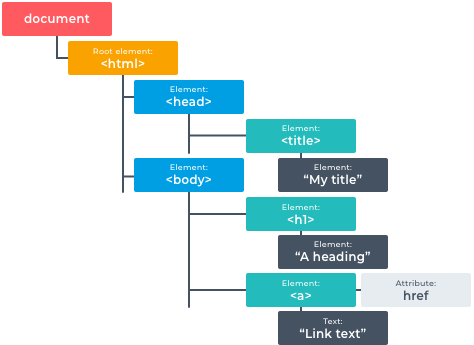 document
Root element:
<html>
Element:
<head>
Element:
<title>
Element:
“My title”
Element:
<body>
Element:
<h1>
Element:
“A heading”
Element:
<a>
Attribute:
href
Text:
“Link text”